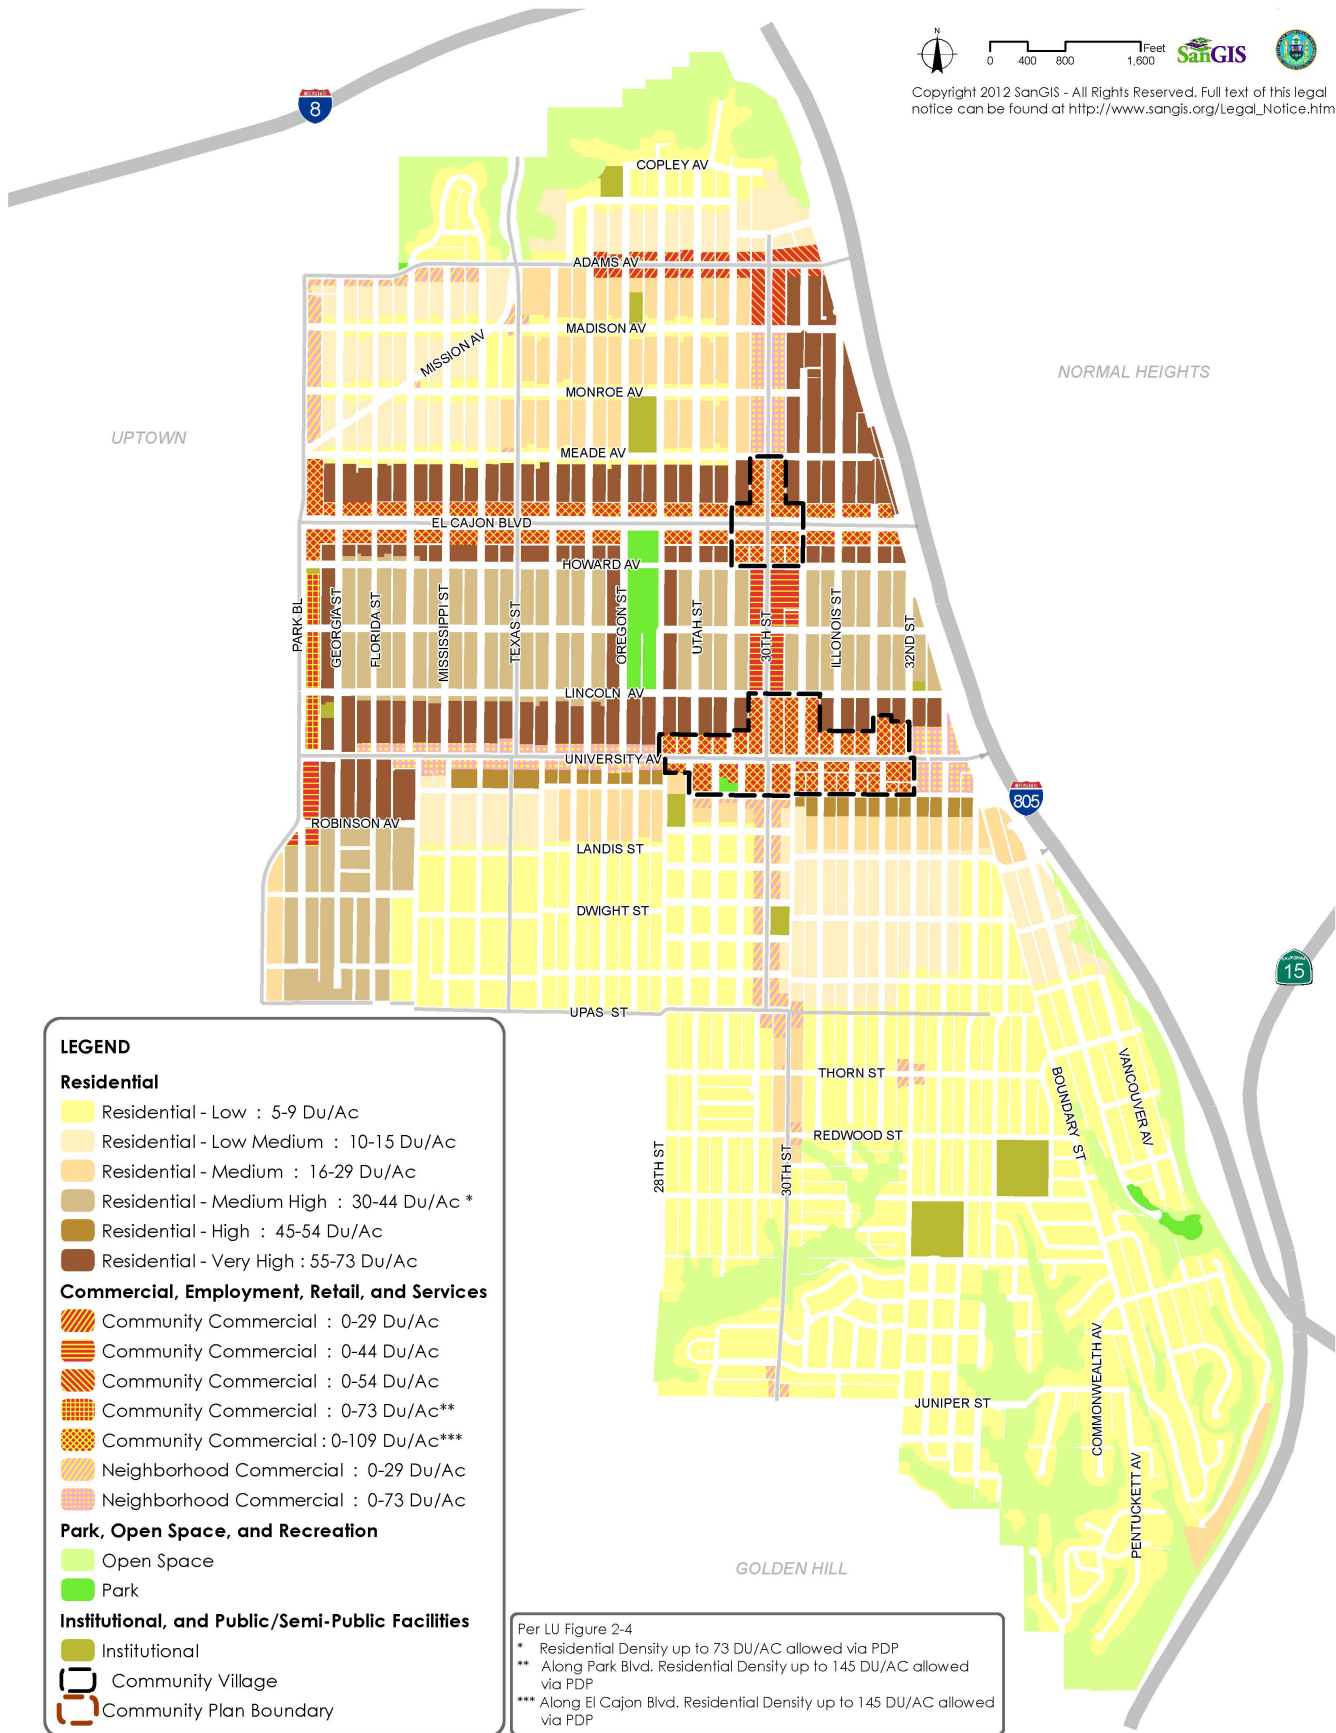 N
0 400 800 1,600
Feet
SanGIS
Copyright 2012 SanGIS - All Rights Reserved. Full text of this legal
notice can be found at http://www.sangis.org/Legal_Notice.htm
INTERSTATE
8
COPLEY AV
ADAMS AV
MADISON AV
MISSION AV
NORMAL HEIGHTS
MONROE AV
UPTOWN
MEADE AV
EL CAJON BLVD
HOWARD AV
PARK BL
GEORGIA ST
FLORIDA ST
MISSISSIPPI ST
TEXAS ST
OREGON ST
UTAH ST
30TH ST
ILLINOIS ST
32ND ST
LINCOLN AV
UNIVERSITY AV
805
ROBINSON AV
LANDIS ST
DWIGHT ST
CALIFORNIA
15
UPAS ST
THORN ST
BOUNDARY ST
VANCOUVER AV
REDWOOD ST
28TH ST
30TH ST
COMMONWEALTH AV
JUNIPER ST
PENTUCKETT AV
GOLDEN HILL
LEGEND
Residential
Residential - Low : 5-9 Du/Ac
Residential - Low Medium : 10-15 Du/Ac
Residential - Medium : 16-29 Du/Ac
Residential - Medium High : 30-44 Du/Ac *
Residential - High : 45-54 Du/Ac
Residential - Very High : 55-73 Du/Ac
Commercial, Employment, Retail, and Services
Community Commercial : 0-29 Du/Ac
Community Commercial : 0-44 Du/Ac
Community Commercial : 0-54 Du/Ac
Community Commercial : 0-73 Du/Ac**
Community Commercial : 0-109 Du/Ac***
Neighborhood Commercial : 0-29 Du/Ac
Neighborhood Commercial : 0-73 Du/Ac
Park, Open Space, and Recreation
Open Space
Park
Institutional, and Public/Semi-Public Facilities
Institutional
Community Village
Community Plan Boundary
Per LU Figure 2-4
* Residential Density up to 73 DU/AC allowed via PDP
** Along Park Blvd. Residential Density up to 145 DU/AC allowed
via PDP
*** Along El Cajon Blvd. Residential Density up to 145 DU/AC allowed
via PDP